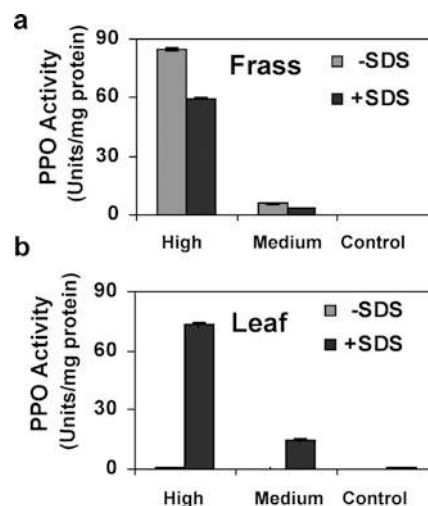 a
PPO Activity
(Units/mg protein)
90
60
30
0
Frass
-SDS
+SDS
High Medium Control
b
PPO Activity
(Units/mg protein)
90
60
30
0
Leaf
-SDS
+SDS
High Medium Control